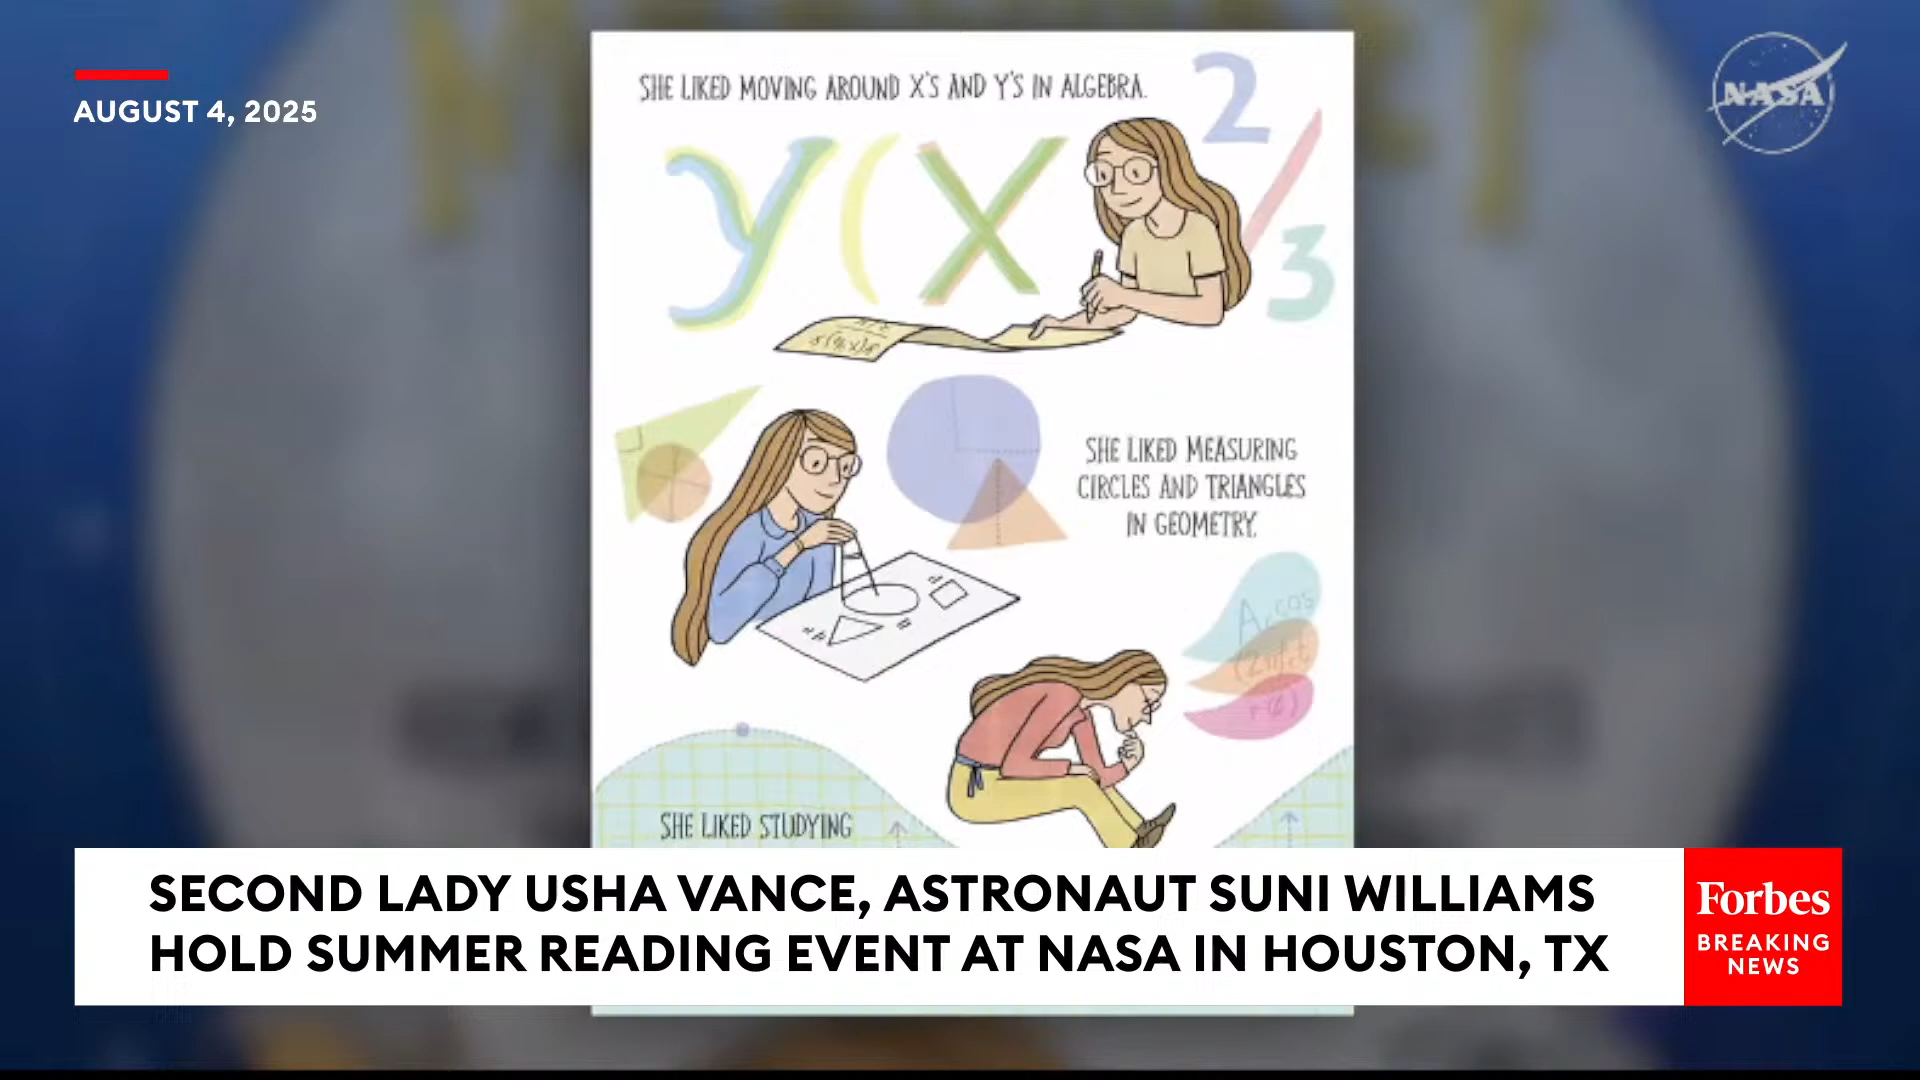 AUGUST 4, 2025
NASA
SHE LIKED MOVING AROUND X'S AND Y'S IN ALGEBRA.
y(x
2/3
SHE LIKED MEASURING
CIRCLES AND TRIANGLES
IN GEOMETRY.
A cos
SHE LIKED STUDYING
SECOND LADY USHA VANCE, ASTRONAUT SUNI WILLIAMS
HOLD SUMMER READING EVENT AT NASA IN HOUSTON, TX
Forbes
BREAKING
NEWS